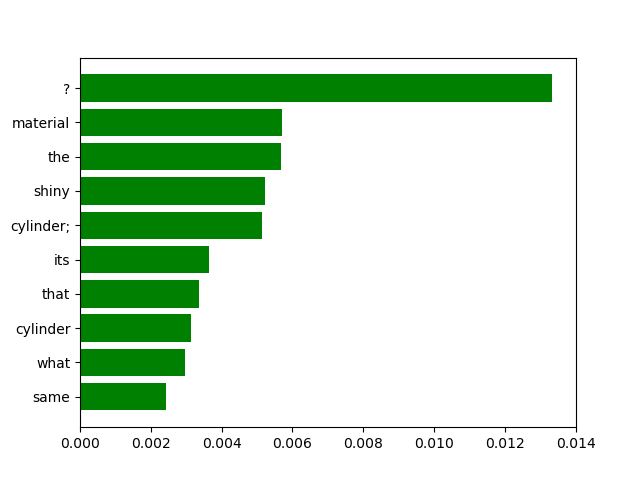 ?
material
the
shiny
cylinder;
its
that
cylinder
what
same
0.000 0.002 0.004 0.006 0.008 0.010 0.012 0.014